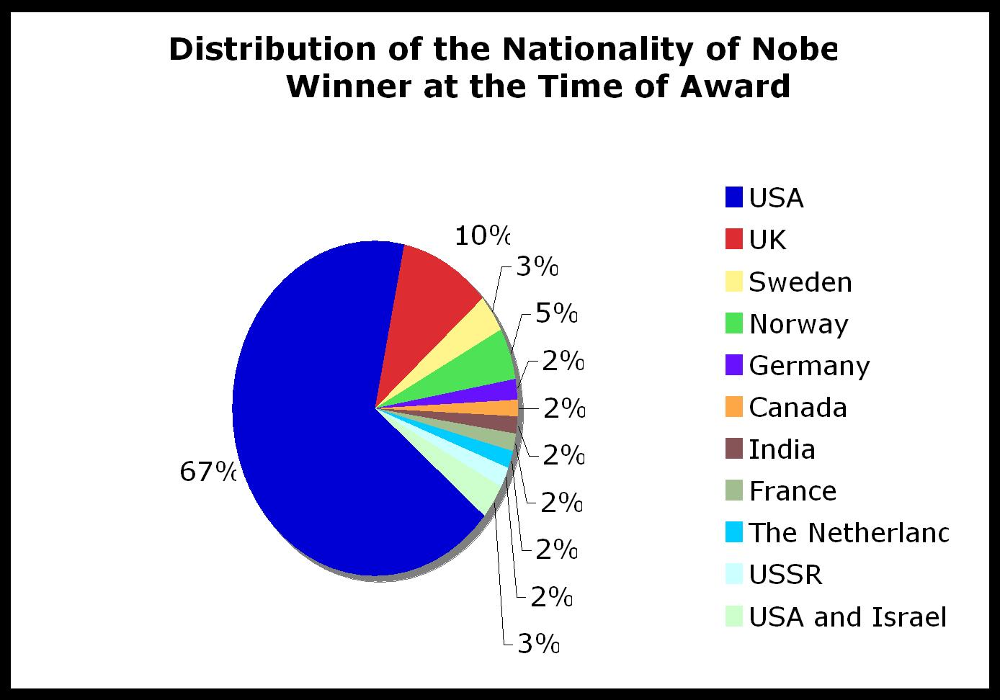 Distribution of the Nationality of Nobe
Winner at the Time of Award
10%
3%
5%
2%
2%
2%
2%
2%
2%
3%
67%
USA
UK
Sweden
Norway
Germany
Canada
India
France
The Netherlanc
USSR
USA and Israel